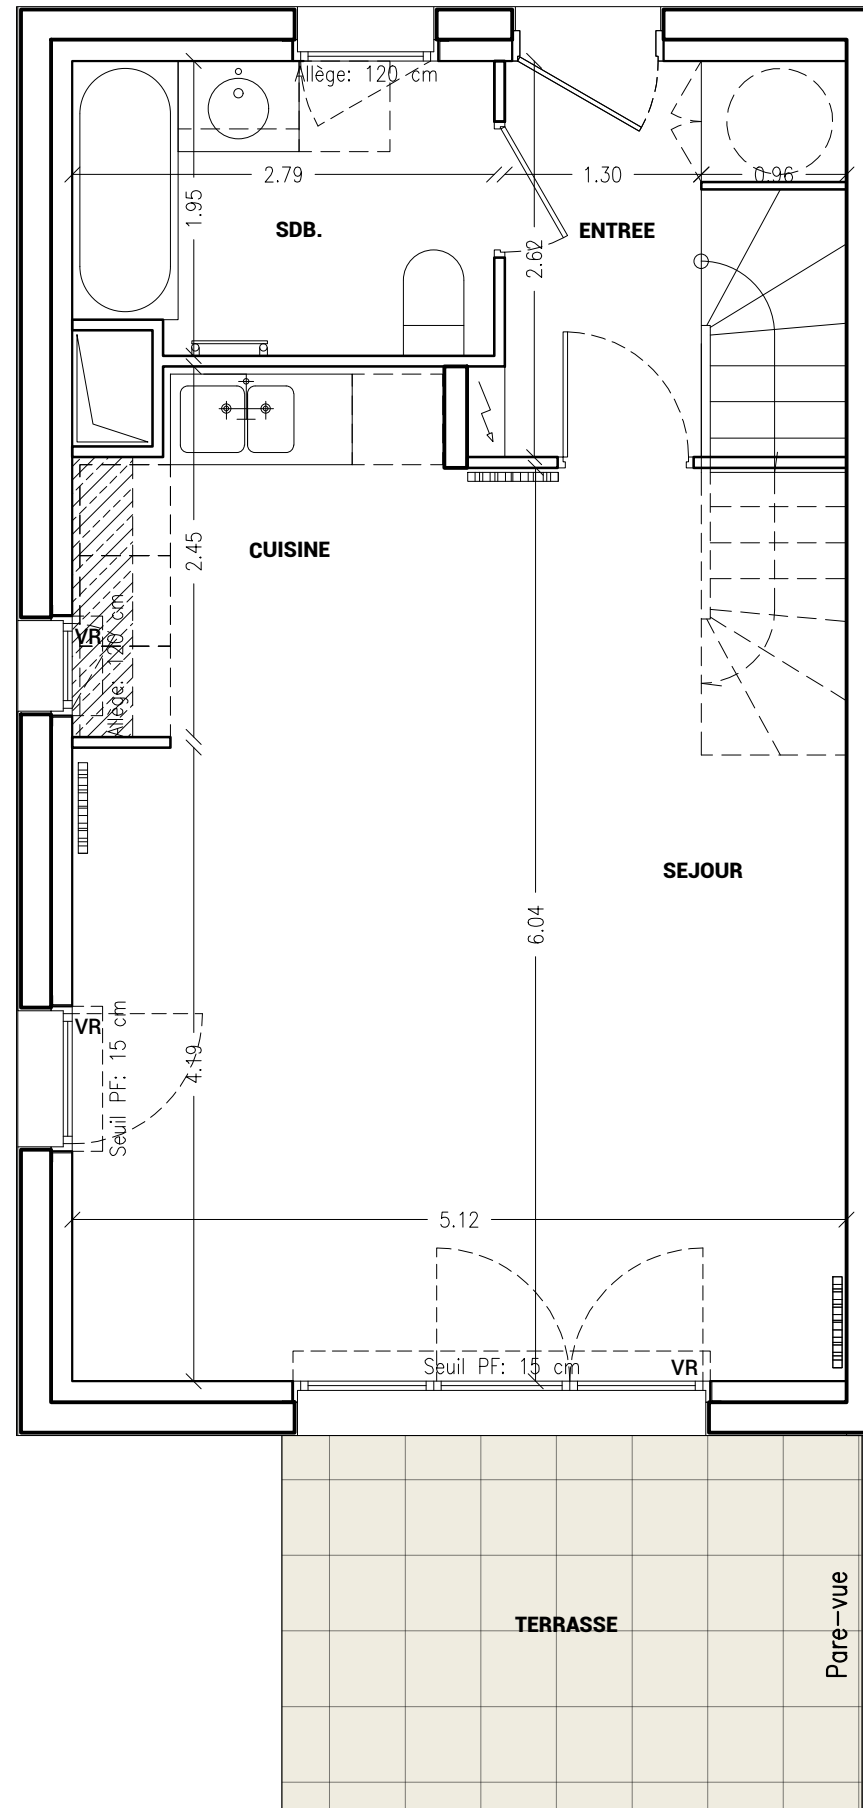 Allège: 120 cm
2.79
1.30
0.96
1.95
SDB.
ENTREE
2.62
CUISINE
2.45
VR
Allège: 120 cm
SEJOUR
6.04
VR
Seuil PF: 15 cm
4.19
5.12
Seuil PF: 15 cm
VR
TERRASSE
Pare-vue